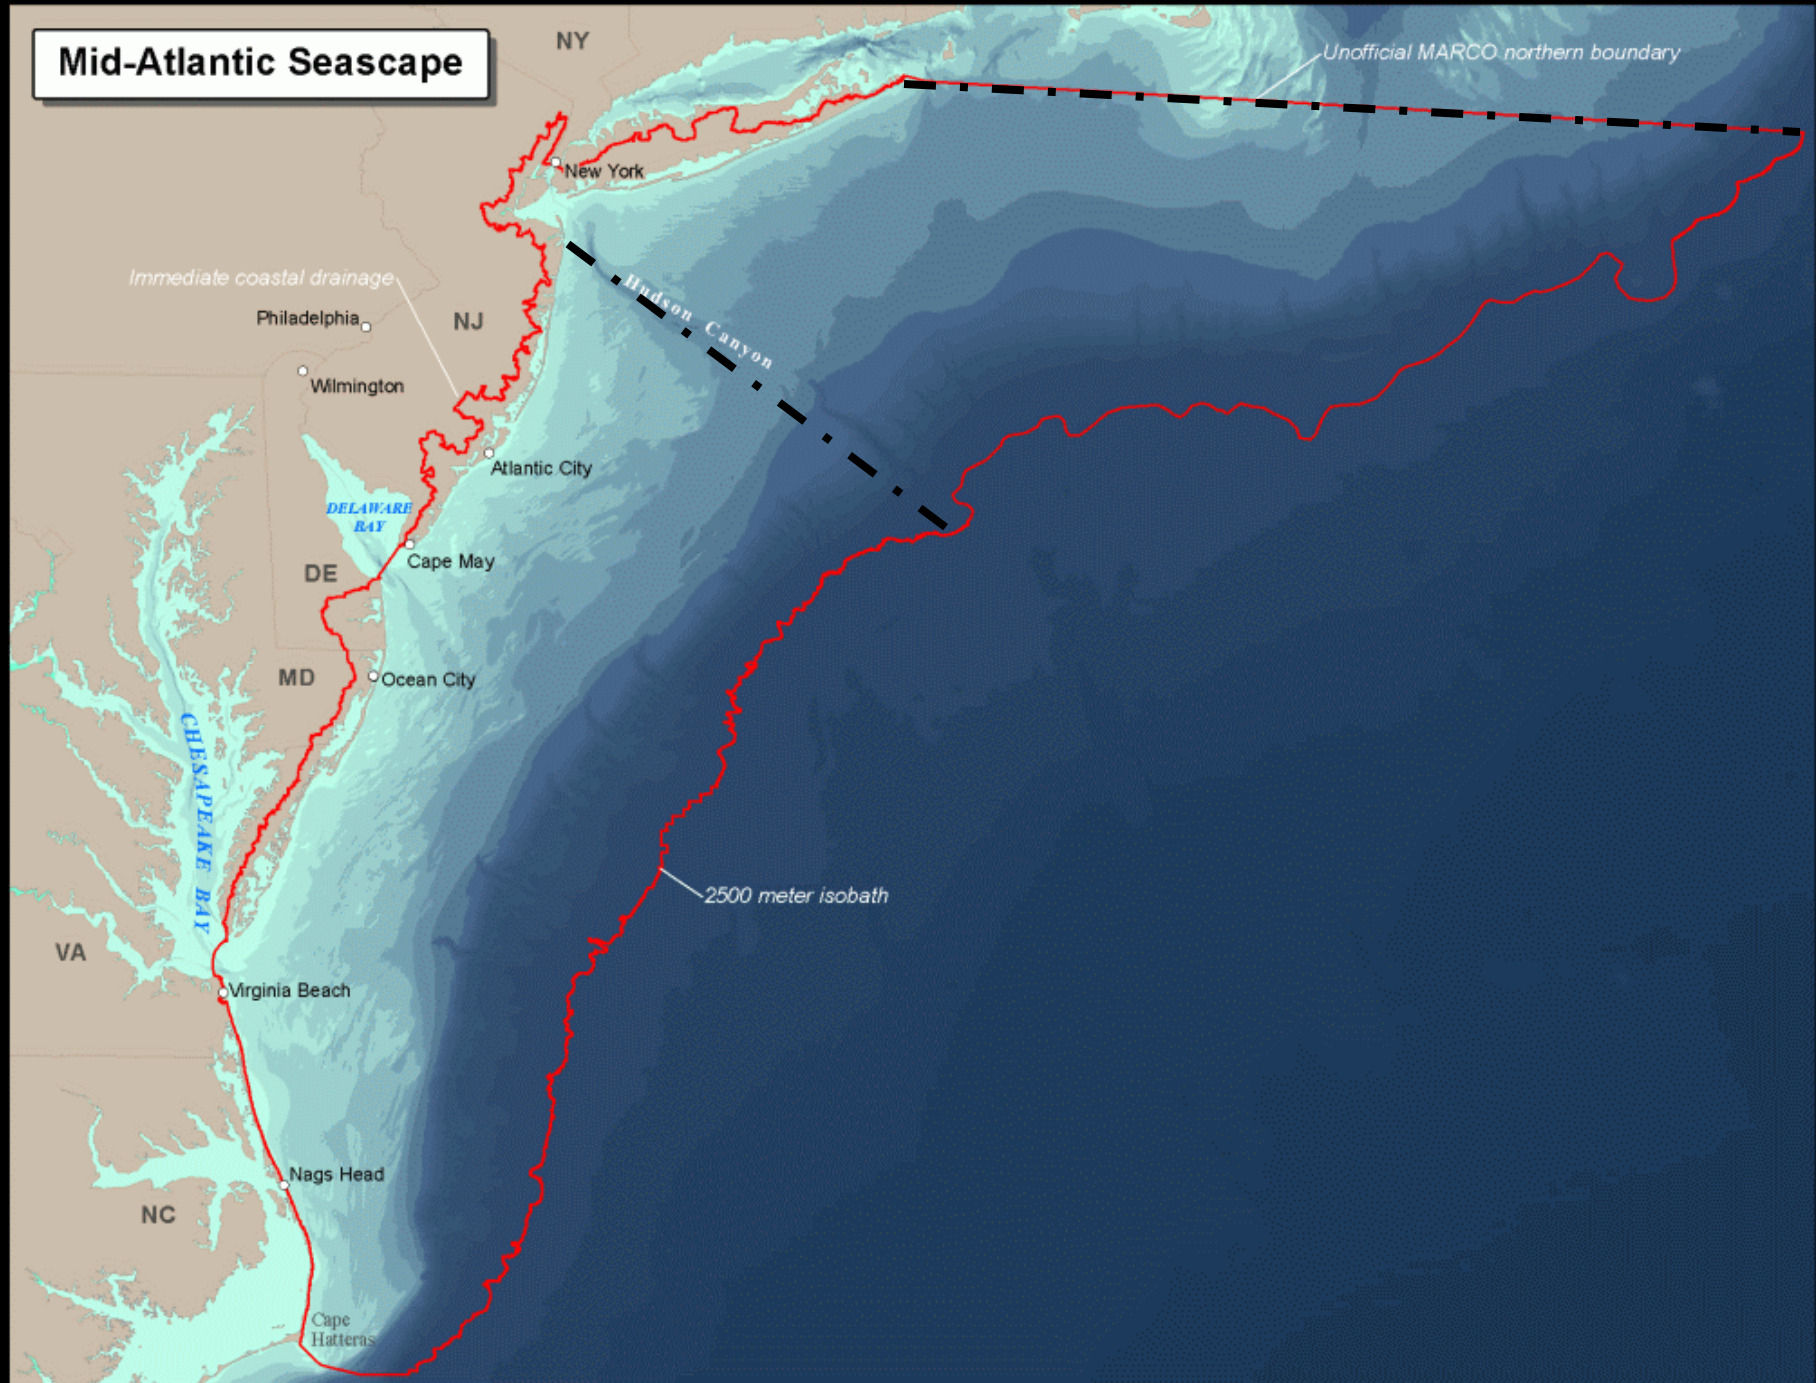 Mid-Atlantic Seascape
NY
Unofficial MARCO northern boundary
New York
Immediate coastal drainage
Hudson Canyon
Philadelphia
NJ
Wilmington
Atlantic City
DELAWARE
BAY
Cape May
DE
MD
Ocean City
CHESAPEAKE BAY
2500 meter isobath
VA
Virginia Beach
Nags Head
NC
Cape
Hatteras